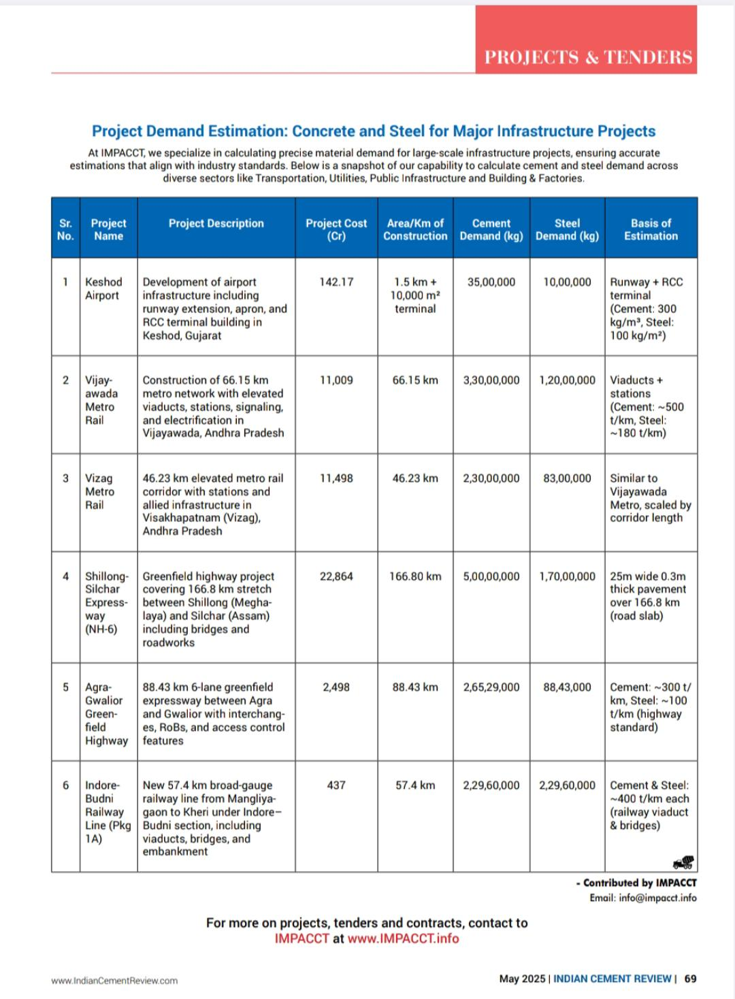 PROJECTS & TENDERS
Project Demand Estimation: Concrete and Steel for Major Infrastructure Projects
At IMPACCT, we specialize in calculating precise material demand for large-scale infrastructure projects, ensuring accurate
estimations that align with industry standards. Below is a snapshot of our capability to calculate cement and steel demand across
diverse sectors like Transportation, Utilities, Public Infrastructure and Building & Factories.
Sr.
No.
Project
Name
Project Description
Project Cost
(Cr)
Area/Km of
Construction
Cement
Demand (kg)
Steel
Demand (kg)
Basis of
Estimation
1
Keshod
Airport
Development of airport
infrastructure including
runway extension, apron, and
RCC terminal building in
Keshod, Gujarat
142.17
1.5 km +
10,000 m²
terminal
35,00,000
10,00,000
Runway + RCC
terminal
(Cement: 300
kg/m³, Steel:
100 kg/m²)
2
Vijay-
awada
Metro
Rail
Construction of 66.15 km
metro network with elevated
viaducts, stations, signaling,
and electrification in
Vijayawada, Andhra Pradesh
11,009
66.15 km
3,30,00,000
1,20,00,000
Viaducts +
stations
(Cement: ~500
t/km, Steel:
~180 t/km)
3
Vizag
Metro
Rail
46.23 km elevated metro rail
corridor with stations and
allied infrastructure in
Visakhapatnam (Vizag),
Andhra Pradesh
11,498
46.23 km
2,30,00,000
83,00,000
Similar to
Vijayawada
Metro, scaled by
corridor length
4
Shillong-
Silchar
Express-
way
(NH-6)
Greenfield highway project
covering 166.8 km stretch
between Shillong (Megha-
laya) and Silchar (Assam)
including bridges and
roadworks
22,864
166.80 km
5,00,00,000
1,70,00,000
25m wide 0.3m
thick pavement
over 166.8 km
(road slab)
5
Agra-
Gwalior
Green-
field
Highway
88.43 km 6-lane greenfield
expressway between Agra
and Gwalior with interchang-
es, RoBs, and access control
features
2,498
88.43 km
2,65,29,000
88,43,000
Cement: ~300 t/
km, Steel: ~100
t/km (highway
standard)
6
Indore-
Budni
Railway
Line (Pkg
1A)
New 57.4 km broad-gauge
railway line from Mangliya-
gaon to Kheri under Indore–
Budni section, including
viaducts, bridges, and
embankment
437
57.4 km
2,29,60,000
2,29,60,000
Cement & Steel:
~400 t/km each
(railway viaduct
& bridges)
- Contributed by IMPACCT
Email: info@impacct.info
For more on projects, tenders and contracts, contact to
IMPACCT at www.IMPACCT.info
www.IndianCementReview.com
May 2025 | INDIAN CEMENT REVIEW | 69